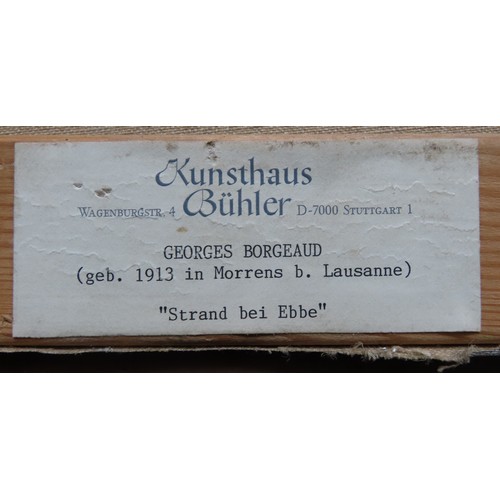 Kunsthaus
Wagenburgstr. 4 Bühler D-7000 Stuttgart 1
GEORGES BORGEAUD
(geb. 1913 in Morrens b. Lausanne)
"Strand bei Ebbe"